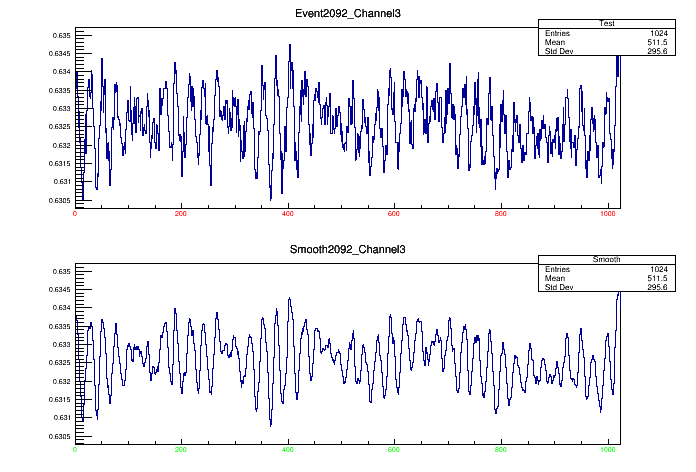 Event2092_Channel3
Test
Entries 1024
Mean 511.5
Std Dev 295.6
0.635
0.6345
0.634
0.6335
0.633
0.6325
0.632
0.6315
0.631
0.6305
0 200 400 600 800 1000
Smooth2092_Channel3
Smooth
Entries 1024
Mean 511.5
Std Dev 295.6
0.635
0.6345
0.634
0.6335
0.633
0.6325
0.632
0.6315
0.631
0.6305
0 200 400 600 800 1000